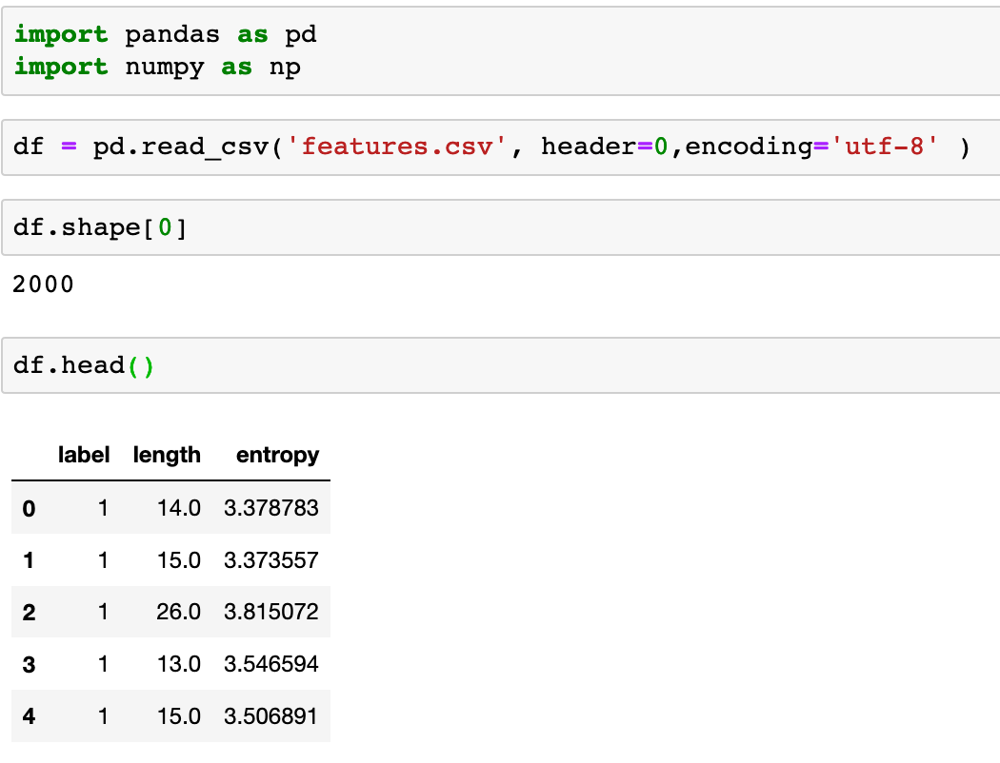 import pandas as pd
import numpy as np
df = pd.read_csv('features.csv', header=0,encoding='utf-8' )
df.shape[0]
2000
df.head()
label length entropy
0 1 14.0 3.378783
1 1 15.0 3.373557
2 1 26.0 3.815072
3 1 13.0 3.546594
4 1 15.0 3.506891